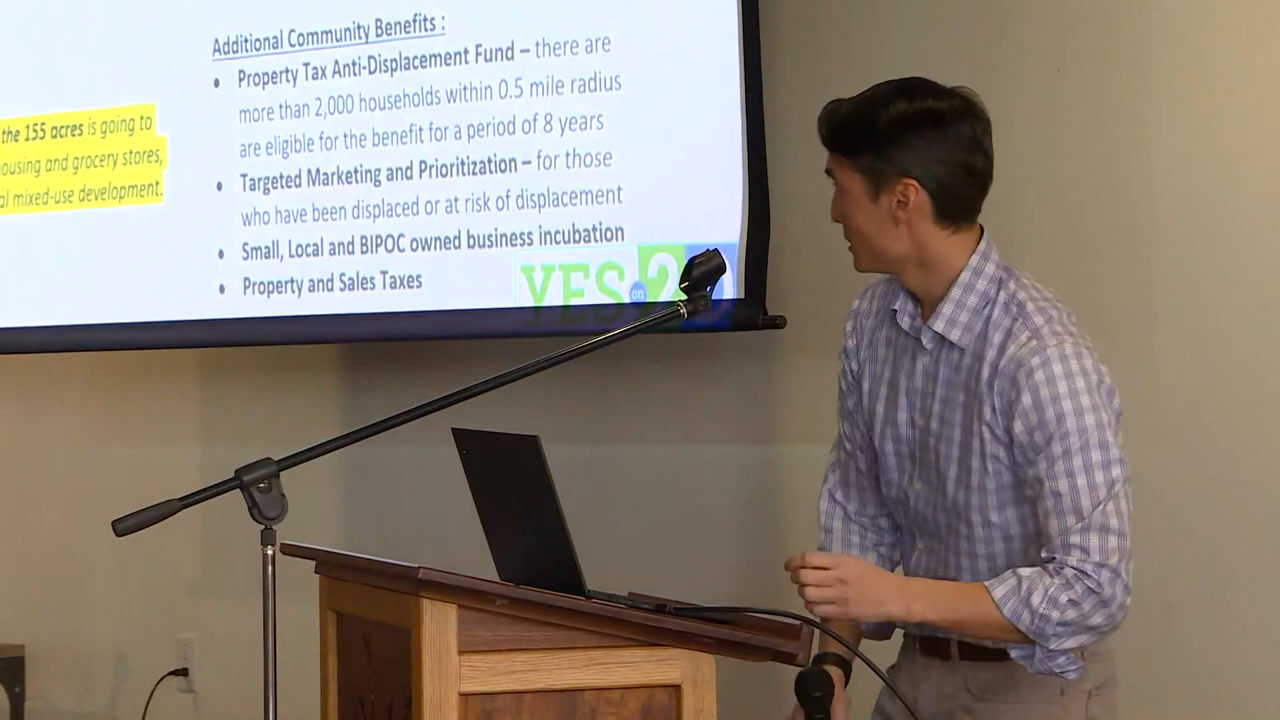 the 155 acres is going to
housing and grocery stores,
mixed-use development.
Additional Community Benefits :
• Property Tax Anti-Displacement Fund – there are
more than 2,000 households within 0.5 mile radius
are eligible for the benefit for a period of 8 years
• Targeted Marketing and Prioritization – for those
who have been displaced or at risk of displacement
• Small, Local and BIPOC owned business incubation
• Property and Sales Taxes
YES on 2